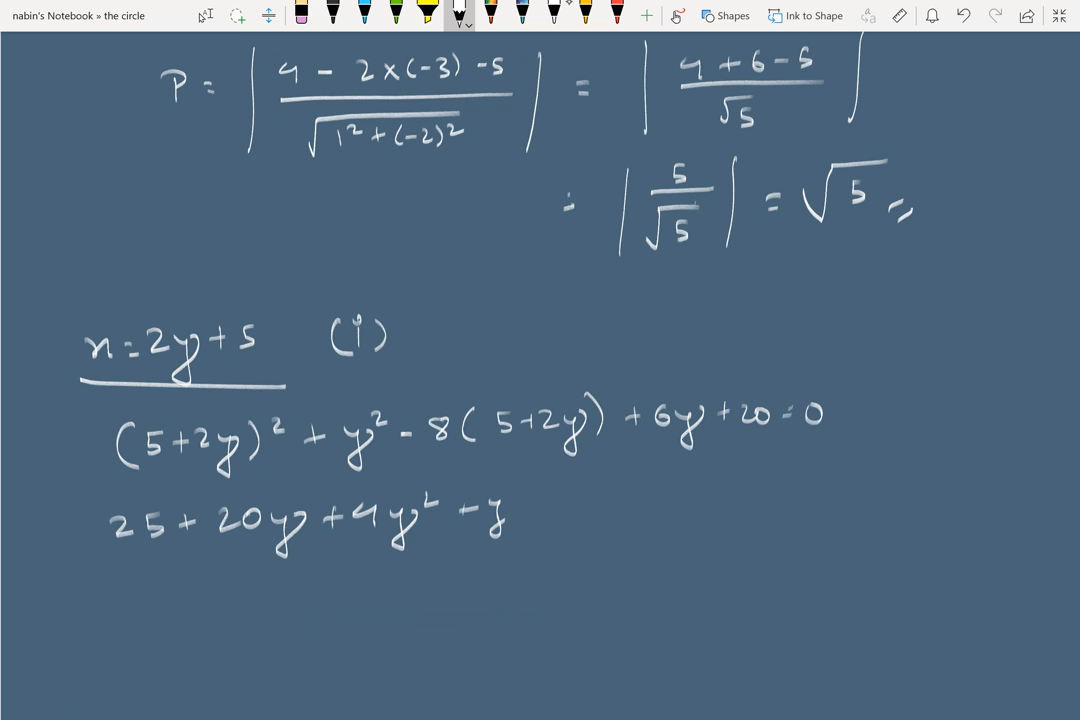 nabin's Notebook » the circle
Shapes
Ink to Shape
P = | 4 - 2×(-3) -5 / √1² + (-2)² | = | 4+6-5 / √5 |
= | 5 / √5 | = √5
x = 2y + 5 (i)
(5+2y)² + y² - 8(5+2y) + 6y + 20 = 0
25 + 20y + 4y² + y